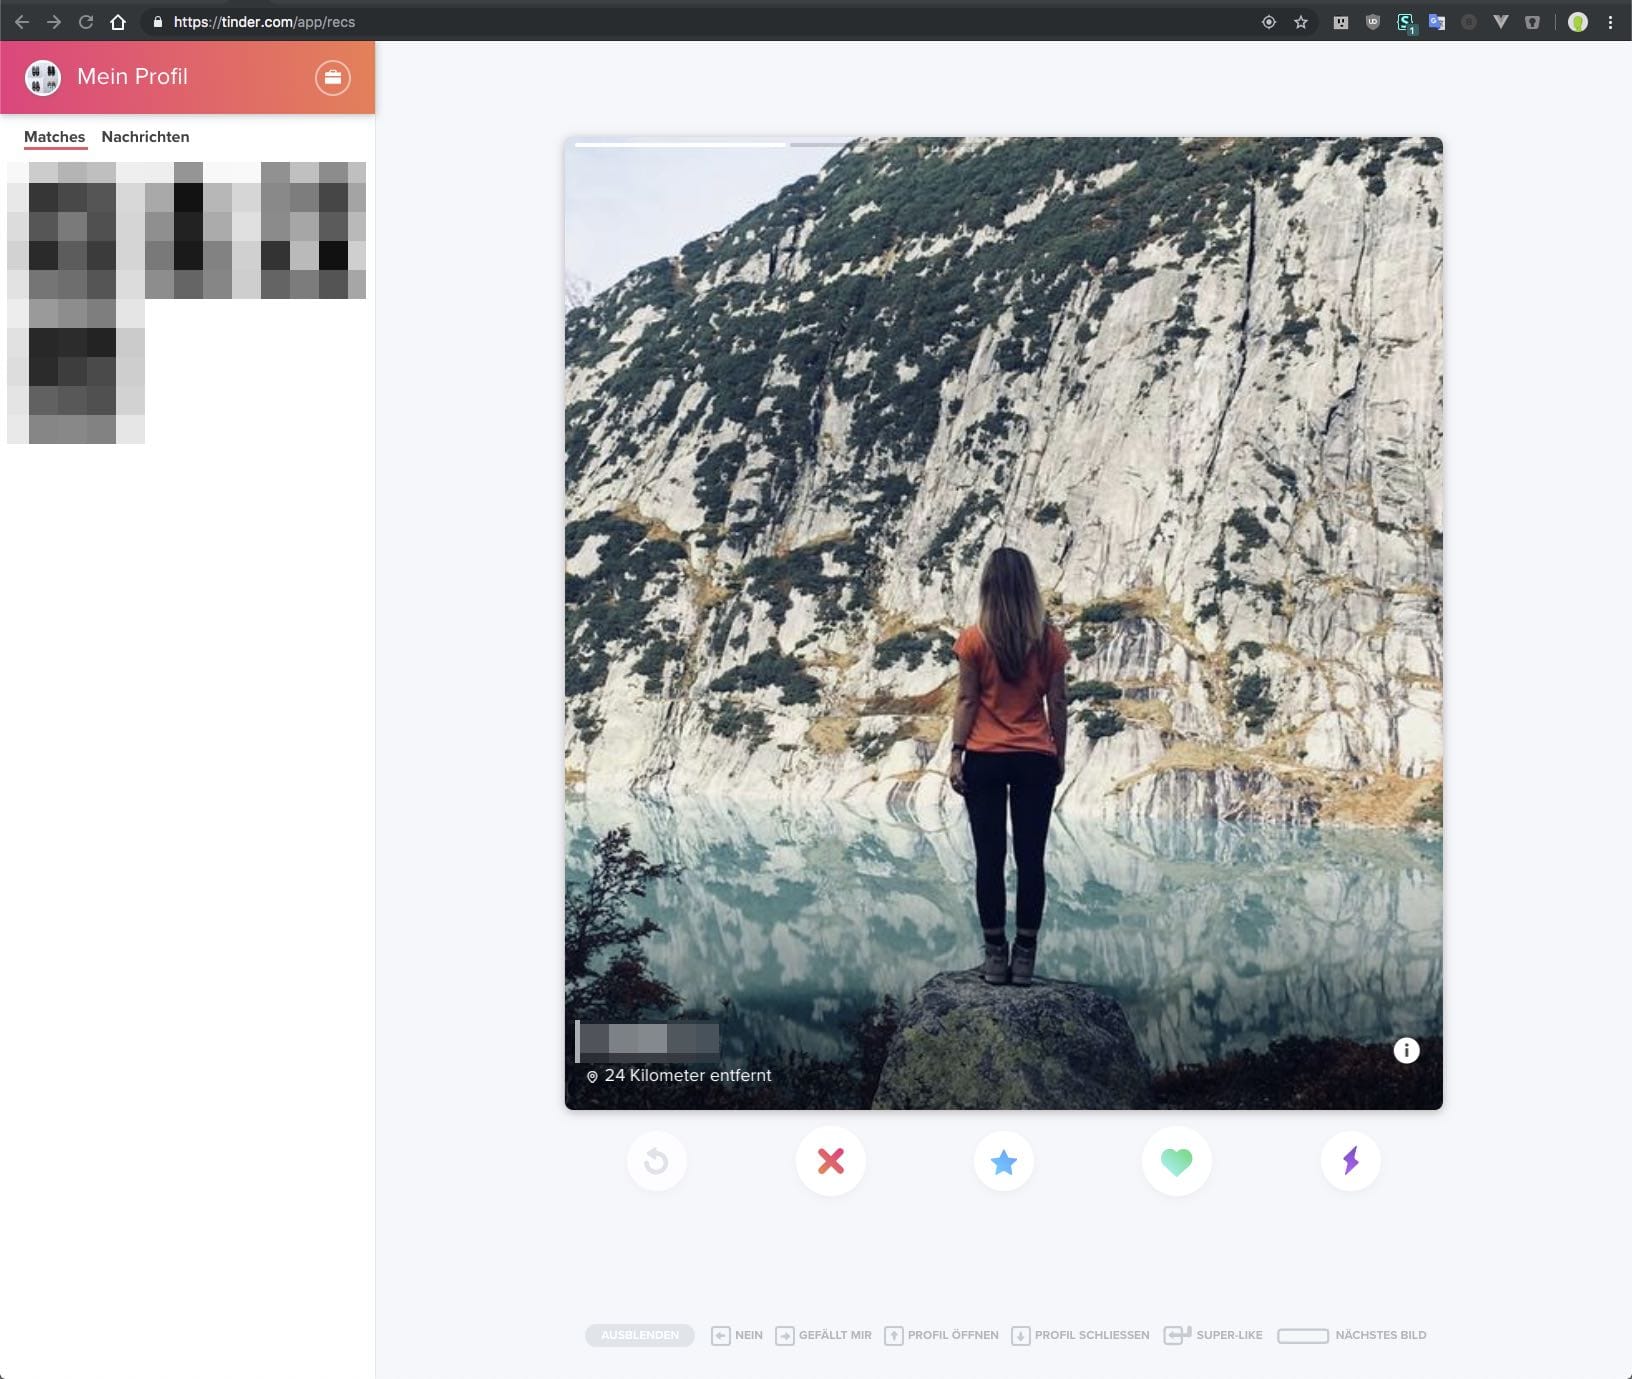 https://tinder.com/app/recs
1
Mein Profil
Matches Nachrichten
24 Kilometer entfernt
AUSBLENDEN NEIN GEFÄLLT MIR PROFIL ÖFFNEN PROFIL SCHLIESSEN SUPER-LIKE NÄCHSTES BILD